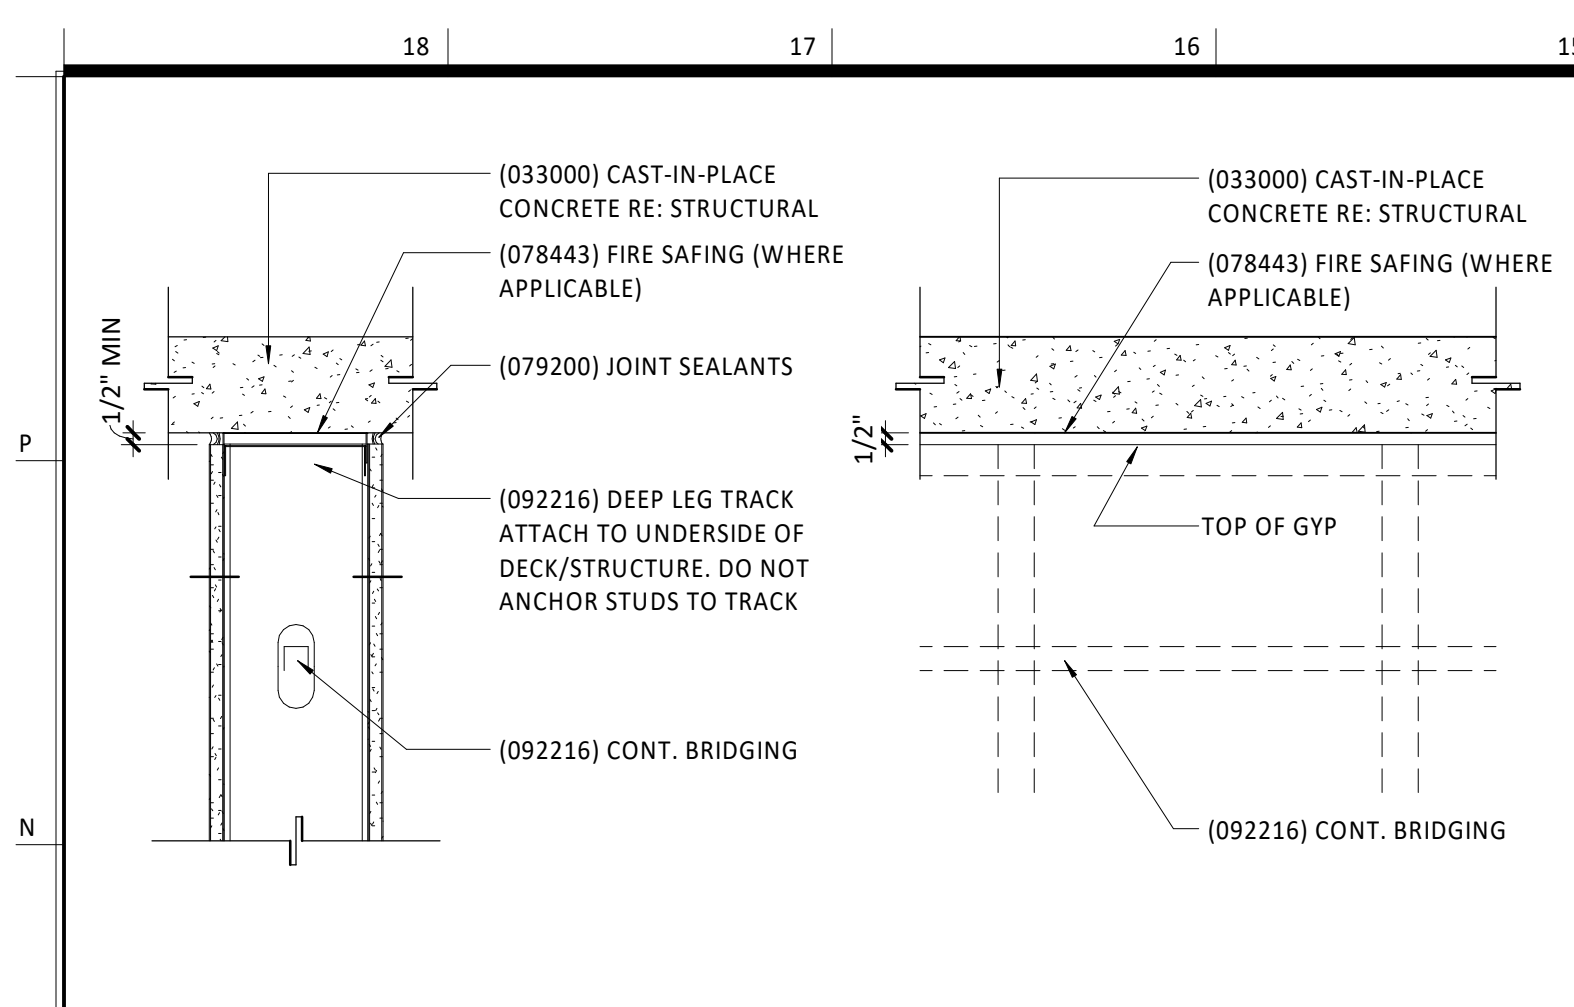 18
17
16
15
(033000) CAST-IN-PLACE
CONCRETE RE: STRUCTURAL
(078443) FIRE SAFING (WHERE
APPLICABLE)
(079200) JOINT SEALANTS
1/2" MIN
(092216) DEEP LEG TRACK
ATTACH TO UNDERSIDE OF
DECK/STRUCTURE. DO NOT
ANCHOR STUDS TO TRACK
(092216) CONT. BRIDGING
(033000) CAST-IN-PLACE
CONCRETE RE: STRUCTURAL
(078443) FIRE SAFING (WHERE
APPLICABLE)
1/2"
TOP OF GYP
(092216) CONT. BRIDGING
P
N